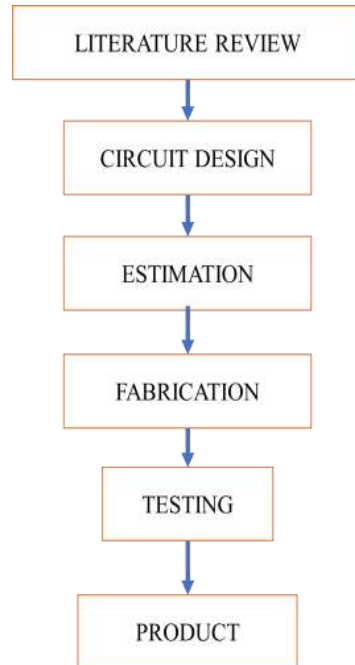 LITERATURE REVIEW
CIRCUIT DESIGN
ESTIMATION
FABRICATION
TESTING
PRODUCT